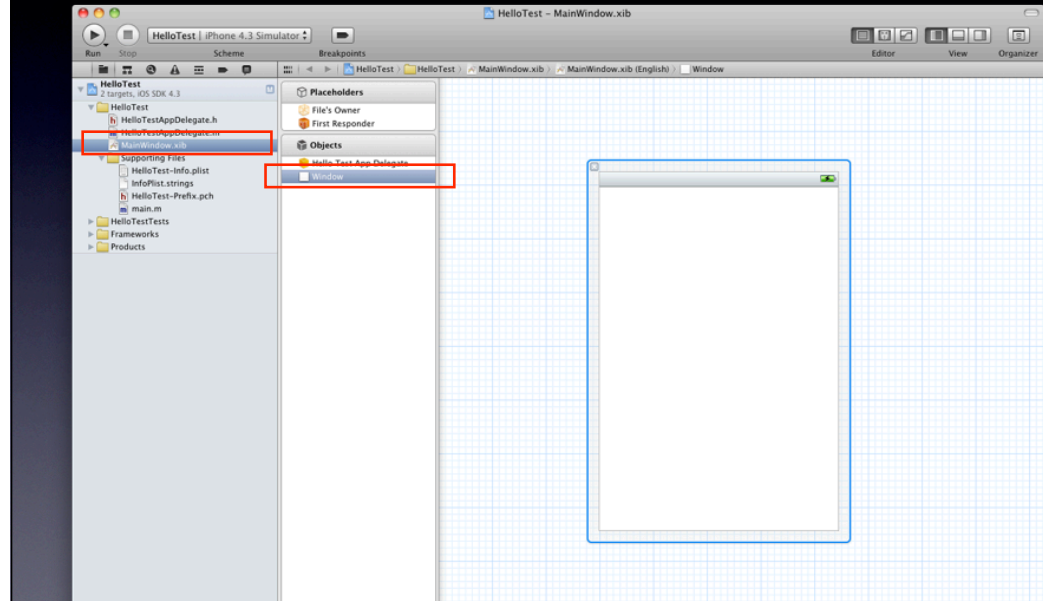 HelloTest – MainWindow.xib
HelloTest | iPhone 4.3 Simulator
Run Stop Scheme Breakpoints Editor View Organizer
HelloTest HelloTest MainWindow.xib MainWindow.xib (English) Window
HelloTest
2 targets, iOS SDK 4.3
HelloTest
HelloTestAppDelegate.h
HelloTestAppDelegate.m
MainWindow.xib
Supporting Files
HelloTest-Info.plist
InfoPlist.strings
HelloTest-Prefix.pch
main.m
HelloTestTests
Frameworks
Products
Placeholders
File's Owner
First Responder
Objects
Hello Test App Delegate
Window